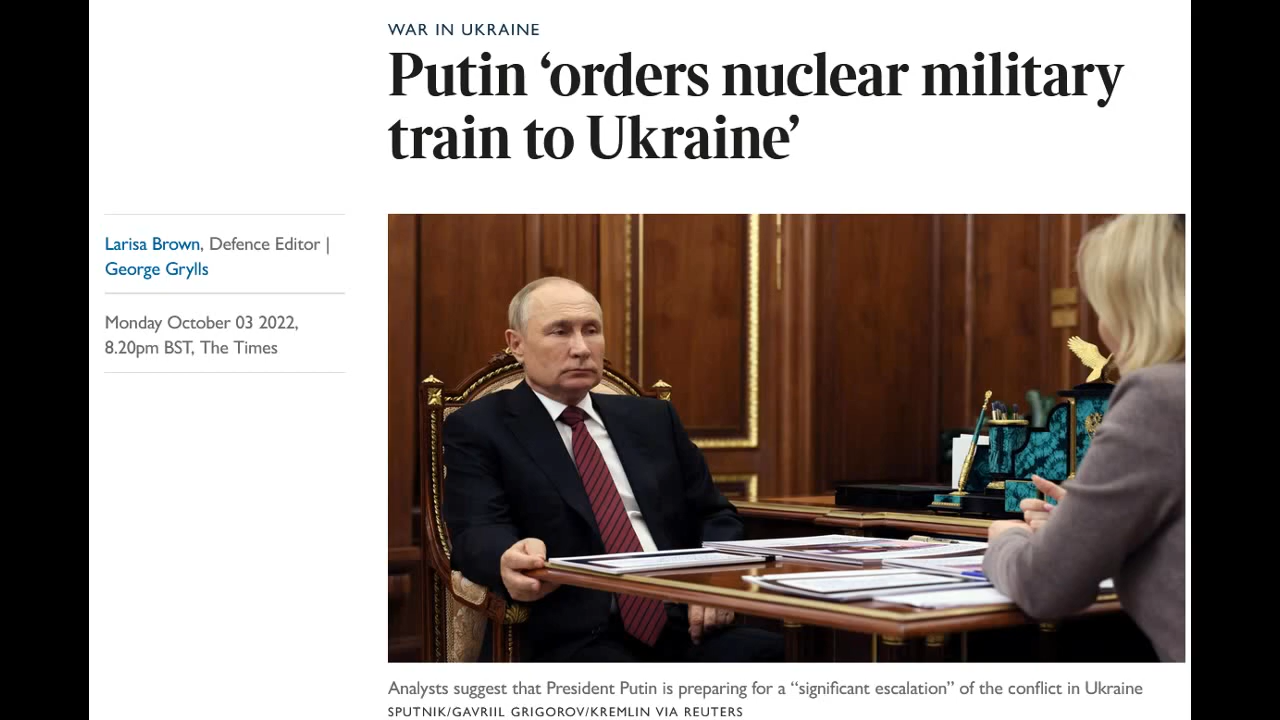 WAR IN UKRAINE
Putin ‘orders nuclear military
train to Ukraine’
Larisa Brown, Defence Editor |
George Grylls
Monday October 03 2022,
8.20pm BST, The Times
Analysts suggest that President Putin is preparing for a “significant escalation” of the conflict in Ukraine
SPUTNIK/GAVRIIL GRIGOROV/KREMLIN VIA REUTERS